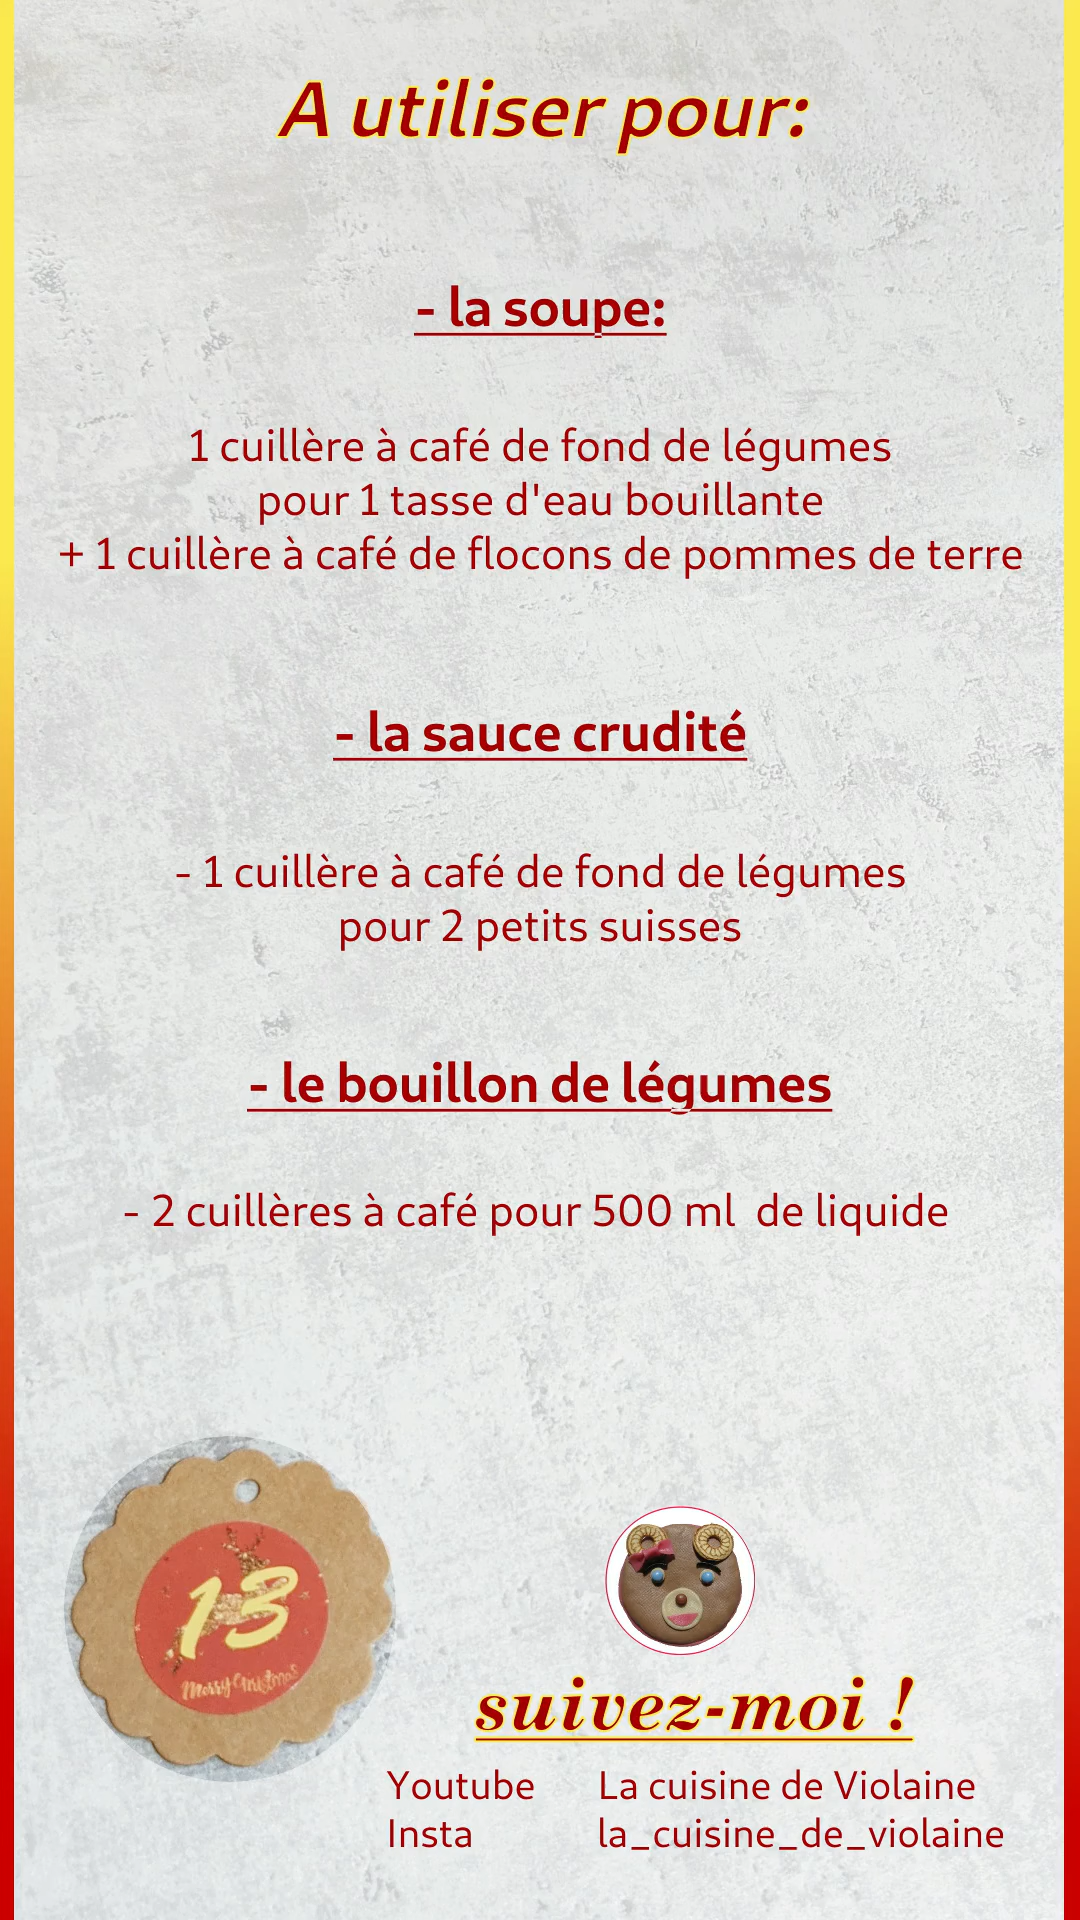 A utiliser pour:
- la soupe:
1 cuillère à café de fond de légumes
pour 1 tasse d'eau bouillante
+ 1 cuillère à café de flocons de pommes de terre
- la sauce crudité
- 1 cuillère à café de fond de légumes
pour 2 petits suisses
- le bouillon de légumes
- 2 cuillères à café pour 500 ml  de liquide
13
Merry Christmas
suivez-moi !
Youtube La cuisine de Violaine
Insta la_cuisine_de_violaine